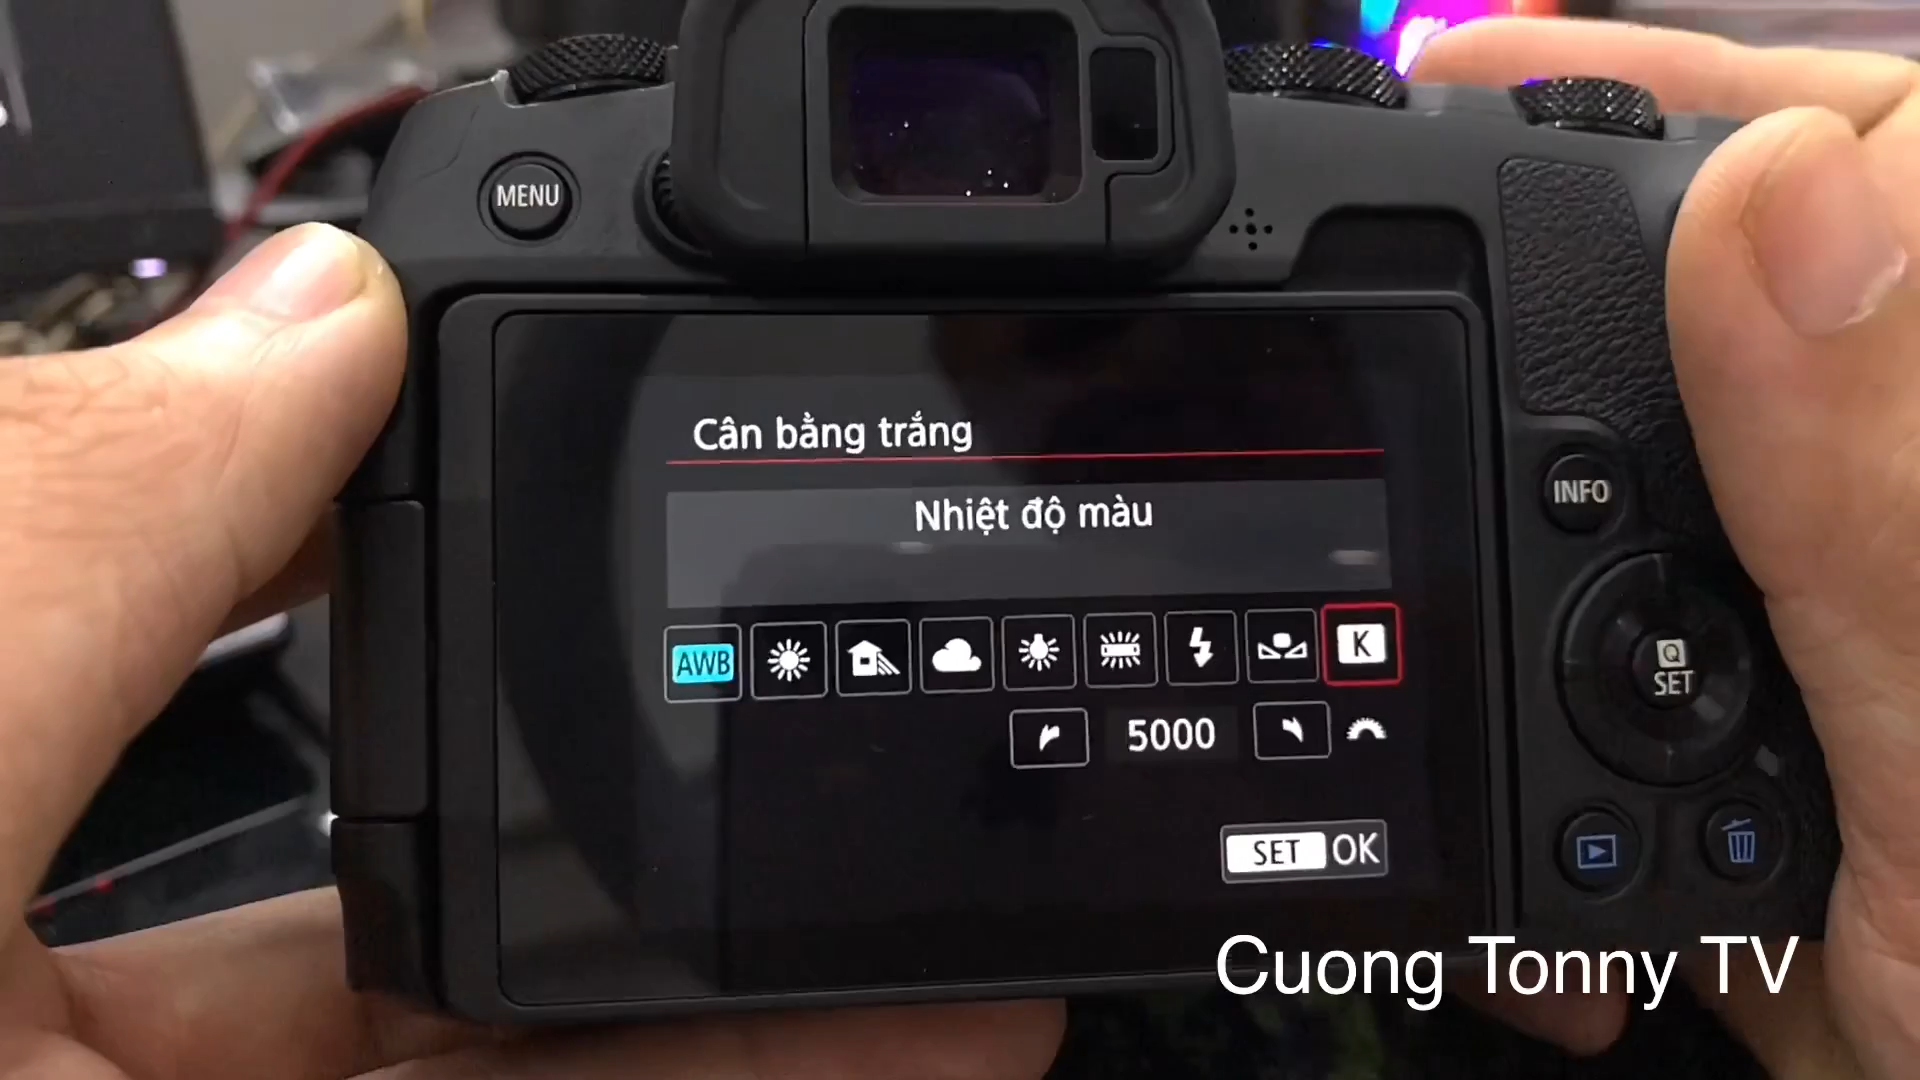 MENU
Cân bằng trắng
Nhiệt độ màu
INFO
AWB
K
Q
SET
5000
SET OK
Cuong Tonny TV